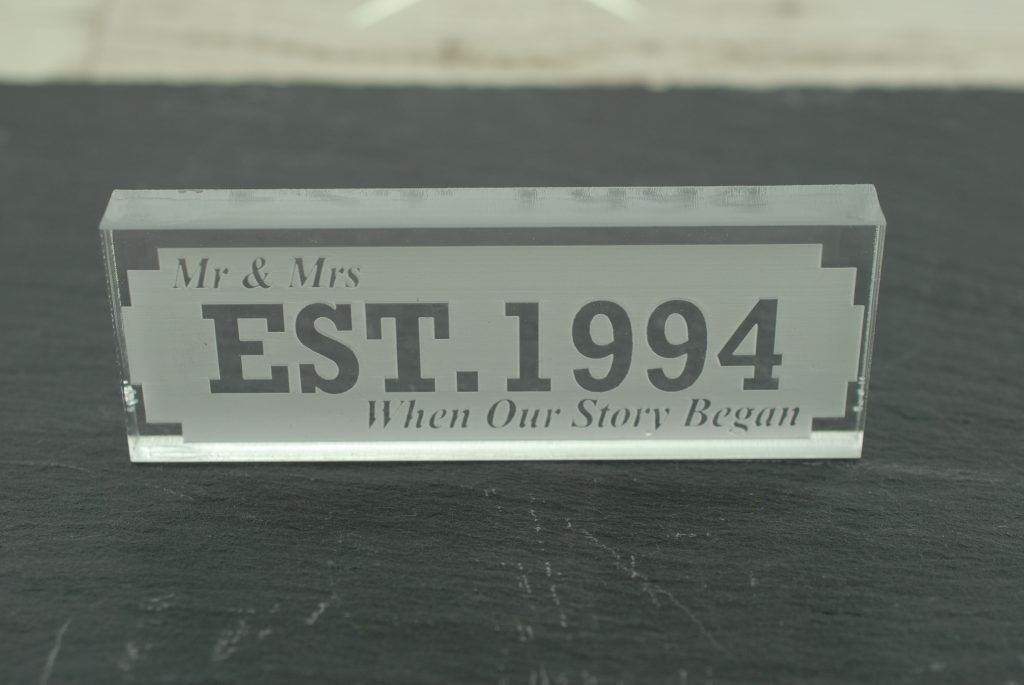 Mr & Mrs
EST.1994
When Our Story Began